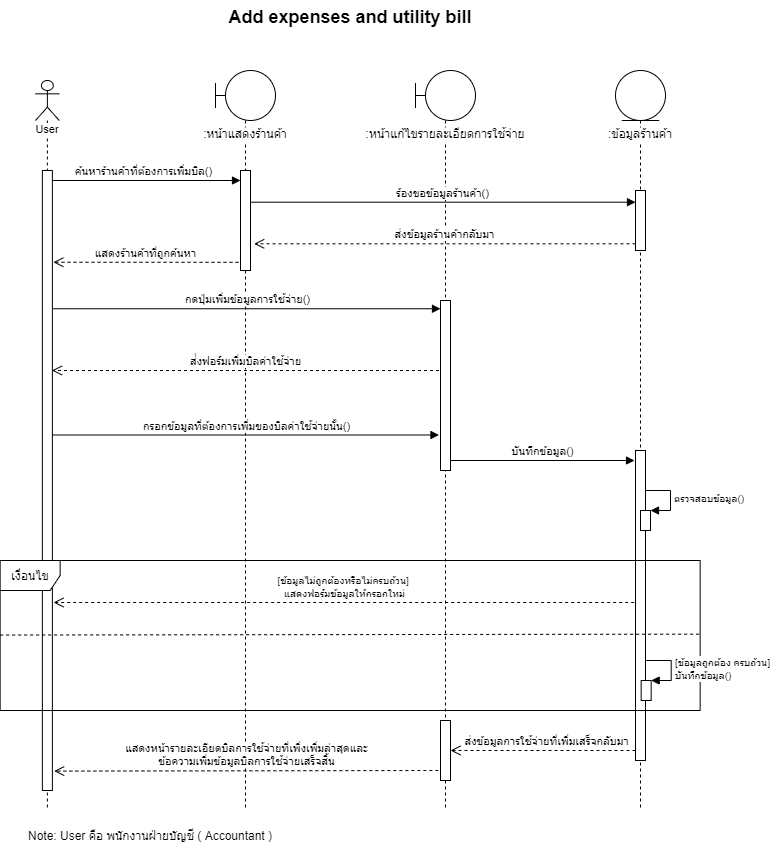 Add expenses and utility bill
User
:หน้าแสดงร้านค้า
:หน้าแก้ไขรายละเอียดการใช้จ่าย
:ข้อมูลร้านค้า
ค้นหาร้านค้าที่ต้องการเพิ่มบิล()
ร้องขอข้อมูลร้านค้า()
ส่งข้อมูลร้านค้ากลับมา
แสดงร้านค้าที่ถูกค้นหา
กดปุ่มเพิ่มข้อมูลการใช้จ่าย()
ส่งฟอร์มเพิ่มบิลค่าใช้จ่าย
กรอกข้อมูลที่ต้องการเพิ่มของบิลค่าใช้จ่ายนั้น()
บันทึกข้อมูล()
ตรวจสอบข้อมูล()
เงื่อนไข
[ข้อมูลไม่ถูกต้องหรือไม่ครบถ้วน]
แสดงฟอร์มข้อมูลให้กรอกใหม่
[ข้อมูลถูกต้อง ครบถ้วน]
บันทึกข้อมูล()
ส่งข้อมูลการใช้จ่ายที่เพิ่มเสร็จกลับมา
แสดงหน้ารายละเอียดบิลการใช้จ่ายที่เพิ่งเพิ่มล่าสุดและ
ข้อความเพิ่มข้อมูลบิลการใช้จ่ายเสร็จสิ้น
Note: User คือ พนักงานฝ่ายบัญชี ( Accountant )